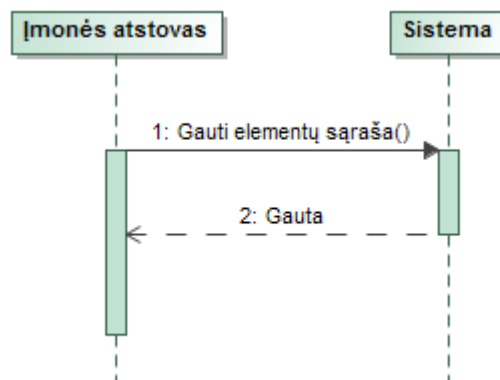 Įmonės atstovas
Sistema
1: Gauti elementų sąraša()
2: Gauta